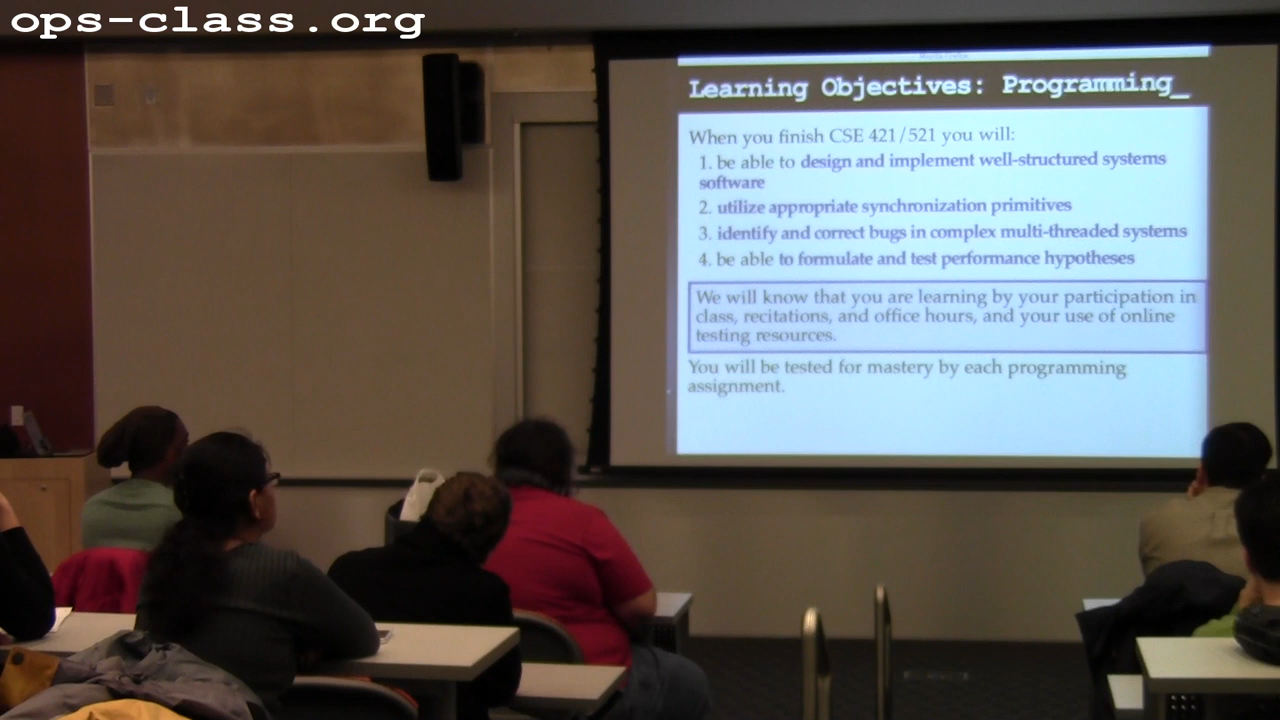 ops-class.org
Learning Objectives: Programming_
When you finish CSE 421/521 you will:
1. be able to design and implement well-structured systems
software
2. utilize appropriate synchronization primitives
3. identify and correct bugs in complex multi-threaded systems
4. be able to formulate and test performance hypotheses
We will know that you are learning by your participation in
class, recitations, and office hours, and your use of online
testing resources.
You will be tested for mastery by each programming
assignment.